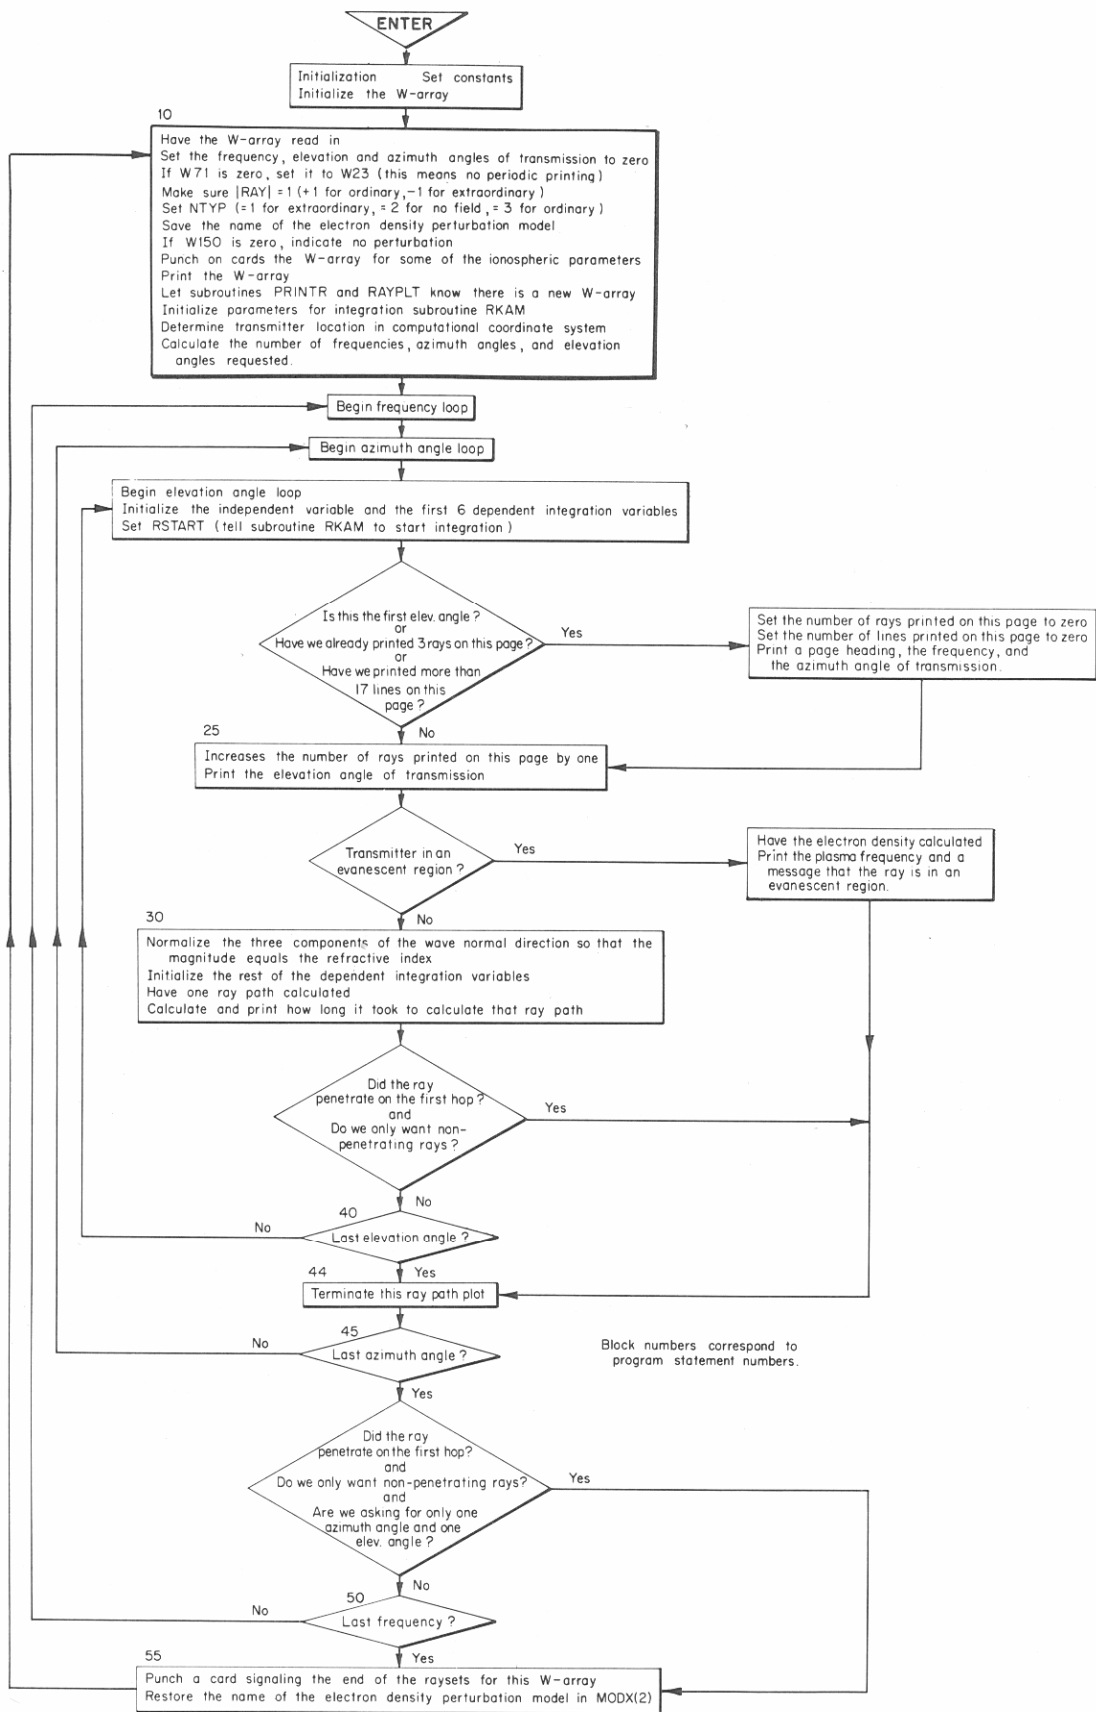 ENTER
Initialization Set constants
Initialize the W-array
10
Have the W-array read in
Set the frequency, elevation and azimuth angles of transmission to zero
If W71 is zero, set it to W23 (this means no periodic printing)
Make sure |RAY| = 1 (+1 for ordinary, -1 for extraordinary)
Set NTYP (= 1 for extraordinary, = 2 for no field, = 3 for ordinary)
Save the name of the electron density perturbation model
If W150 is zero, indicate no perturbation
Punch on cards the W-array for some of the ionospheric parameters
Print the W-array
Let subroutines PRINTR and RAYPLT know there is a new W-array
Initialize parameters for integration subroutine RKAM
Determine transmitter location in computational coordinate system
Calculate the number of frequencies, azimuth angles, and elevation
angles requested.
Begin frequency loop
Begin azimuth angle loop
Begin elevation angle loop
Initialize the independent variable and the first 6 dependent integration variables
Set RSTART (tell subroutine RKAM to start integration)
Is this the first elev. angle?
or
Have we already printed 3 rays on this page?
or
Have we printed more than
17 lines on this
page?
Yes
Set the number of rays printed on this page to zero
Set the number of lines printed on this page to zero
Print a page heading, the frequency, and
the azimuth angle of transmission.
No
25
Increases the number of rays printed on this page by one
Print the elevation angle of transmission
Transmitter in an
evanescent region?
Yes
Have the electron density calculated
Print the plasma frequency and a
message that the ray is in an
evanescent region.
No
30
Normalize the three components of the wave normal direction so that the
magnitude equals the refractive index
Initialize the rest of the dependent integration variables
Have one ray path calculated
Calculate and print how long it took to calculate that ray path
Did the ray
penetrate on the first hop?
and
Do we only want non-
penetrating rays?
Yes
No
40
Last elevation angle?
No
Yes
44
Terminate this ray path plot
45
Last azimuth angle?
No
Yes
Block numbers correspond to
program statement numbers.
Did the ray
penetrate on the first hop?
and
Do we only want non-penetrating rays?
and
Are we asking for only one
azimuth angle and one
elev. angle?
Yes
No
50
Last frequency?
No
Yes
55
Punch a card signaling the end of the raysets for this W-array
Restore the name of the electron density perturbation model in MODX(2)